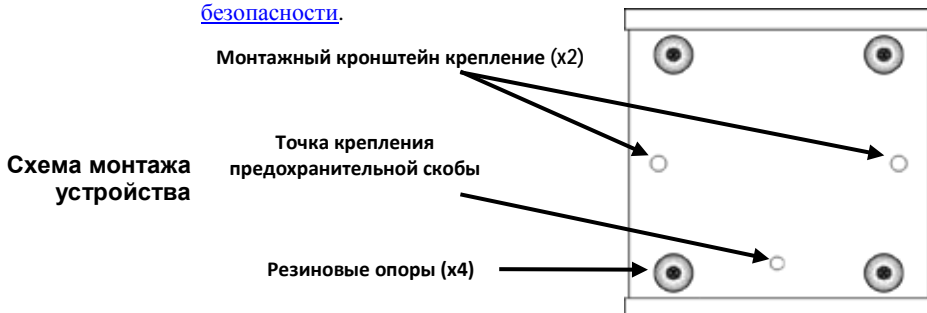 безопасности.
Монтажный кронштейн крепление (x2)
Точка крепления
предохранительной скобы
Схема монтажа
устройства
Резиновые опоры (x4)